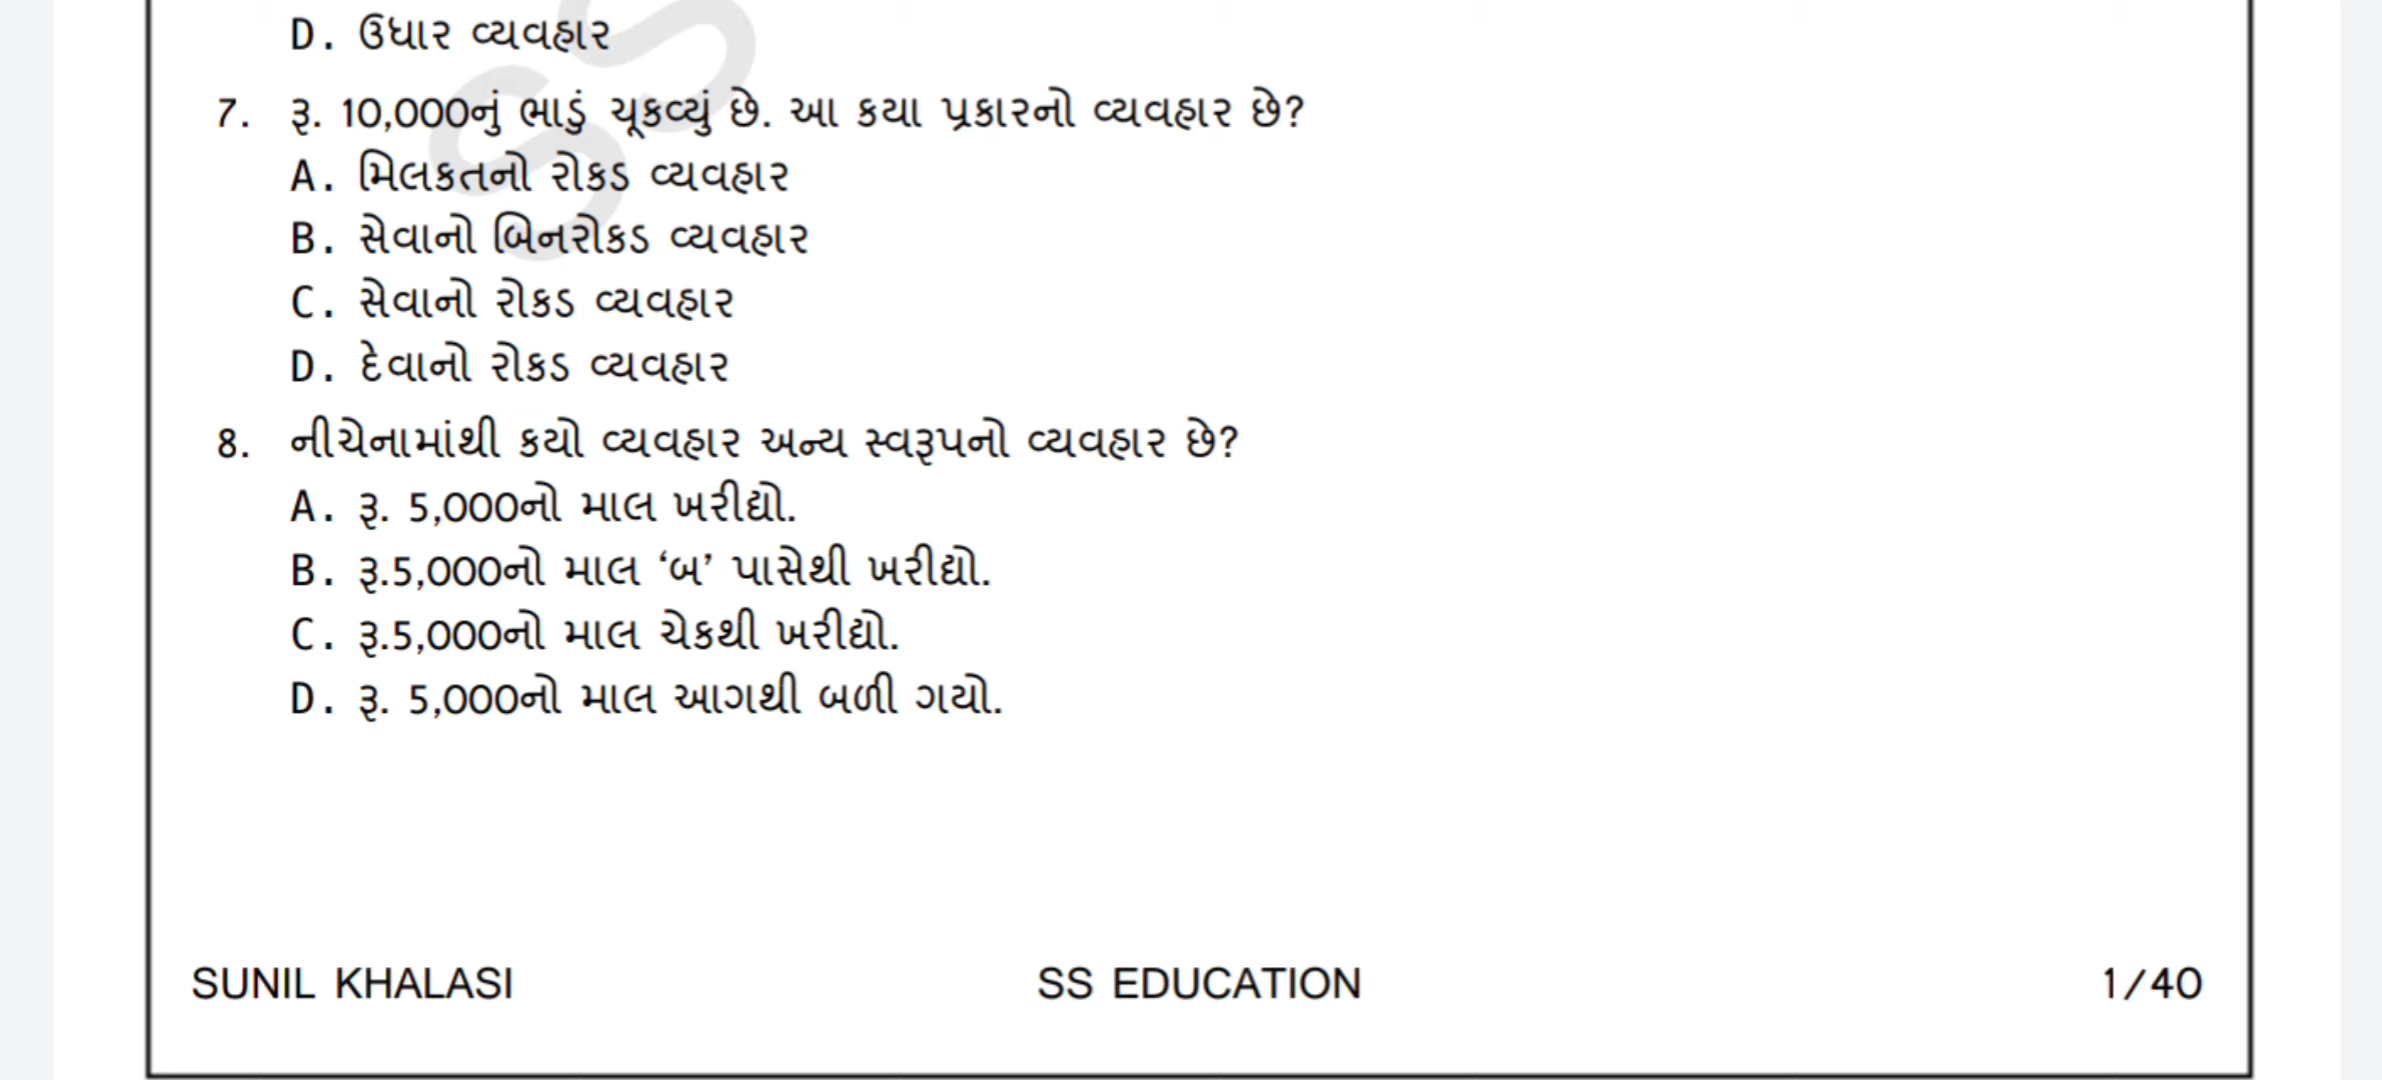 D. ઉધાર વ્યવહાર
7. રૂ. 10,000નું ભાડું ચૂકવ્યું છે. આ કયા પ્રકારનો વ્યવહાર છે?
A. મિલકતનો રોકડ વ્યવહાર
B. સેવાનો બિનરોકડ વ્યવહાર
C. સેવાનો રોકડ વ્યવહાર
D. દેવાનો રોકડ વ્યવહાર
8. નીચેનામાંથી કયો વ્યવહાર અન્ય સ્વરૂપનો વ્યવહાર છે?
A. રૂ. 5,000નો માલ ખરીદ્યો.
B. રૂ.5,000નો માલ ‘બ’ પાસેથી ખરીદ્યો.
C. રૂ.5,000નો માલ ચેકથી ખરીદ્યો.
D. રૂ. 5,000નો માલ આગથી બળી ગયો.
SS
SUNIL KHALASI SS EDUCATION 1/40